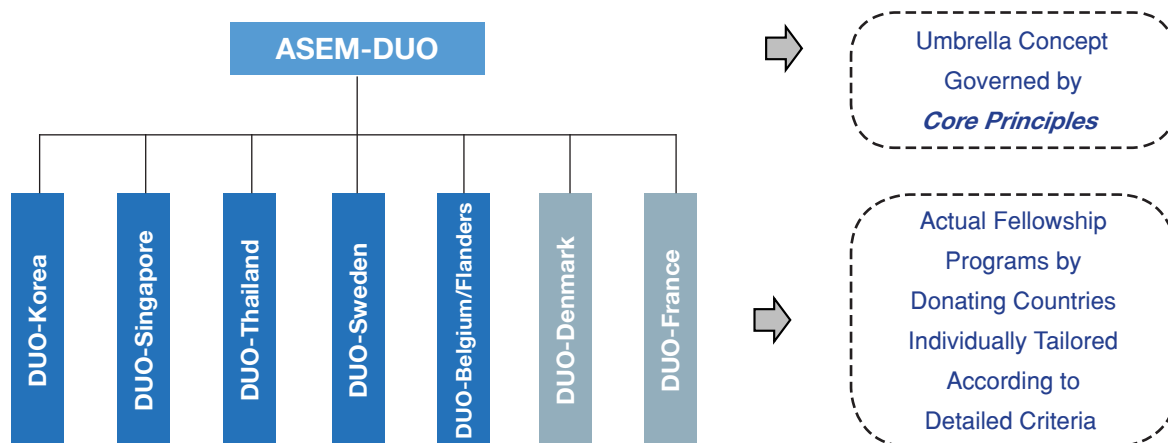 ASEM-DUO
Umbrella Concept
Governed by
Core Principles
DUO-Korea
DUO-Singapore
DUO-Thailand
DUO-Sweden
DUO-Belgium/Flanders
DUO-Denmark
DUO-France
Actual Fellowship
Programs by
Donating Countries
Individually Tailored
According to
Detailed Criteria